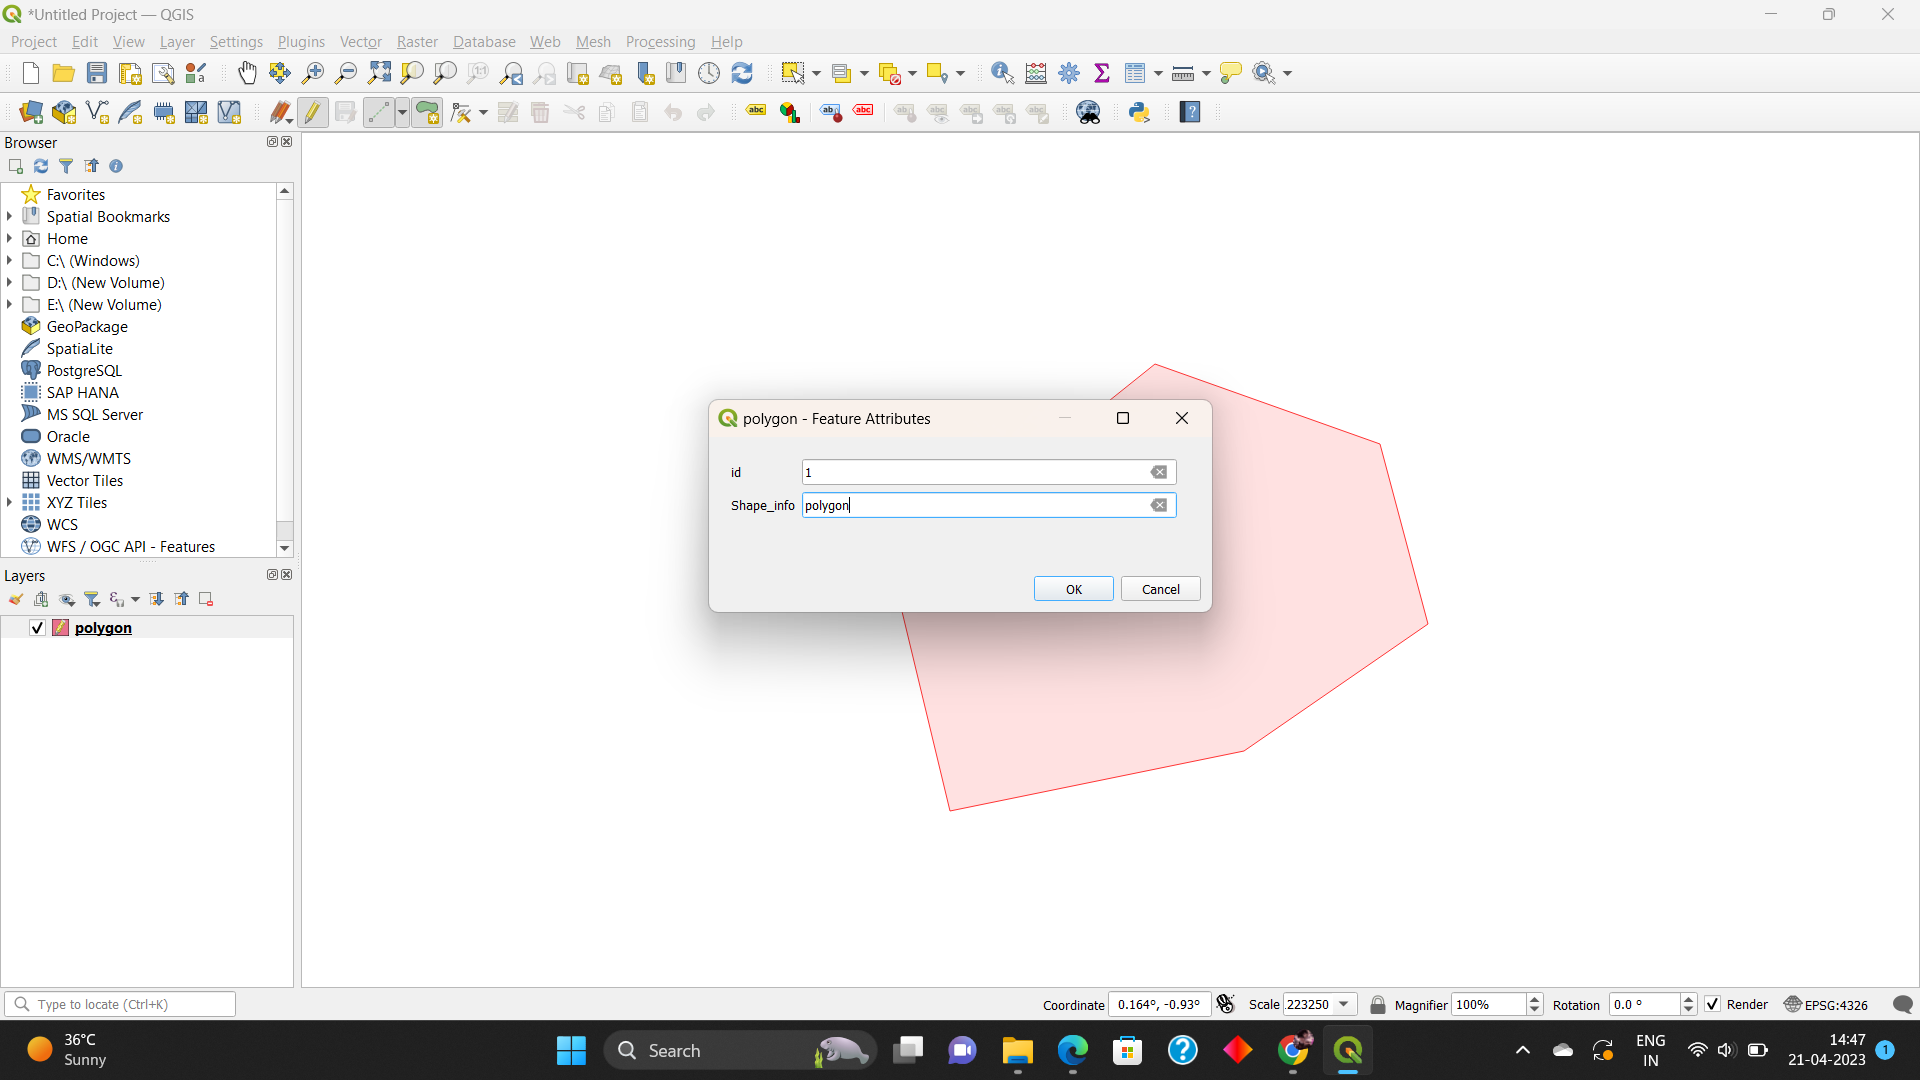 *Untitled Project — QGIS
Project Edit View Layer Settings Plugins Vector Raster Database Web Mesh Processing Help
Browser
Favorites
Spatial Bookmarks
Home
C:\ (Windows)
D:\ (New Volume)
E:\ (New Volume)
GeoPackage
SpatiaLite
PostgreSQL
SAP HANA
MS SQL Server
Oracle
WMS/WMTS
Vector Tiles
XYZ Tiles
WCS
WFS / OGC API - Features
Layers
polygon
polygon - Feature Attributes
id 1
Shape_info polygon
OK Cancel
Type to locate (Ctrl+K)
Coordinate 0.164°, -0.93° Scale 223250 Magnifier 100% Rotation 0.0 ° Render EPSG:4326
36°C
Sunny
Search
ENG
IN
14:47
21-04-2023
1